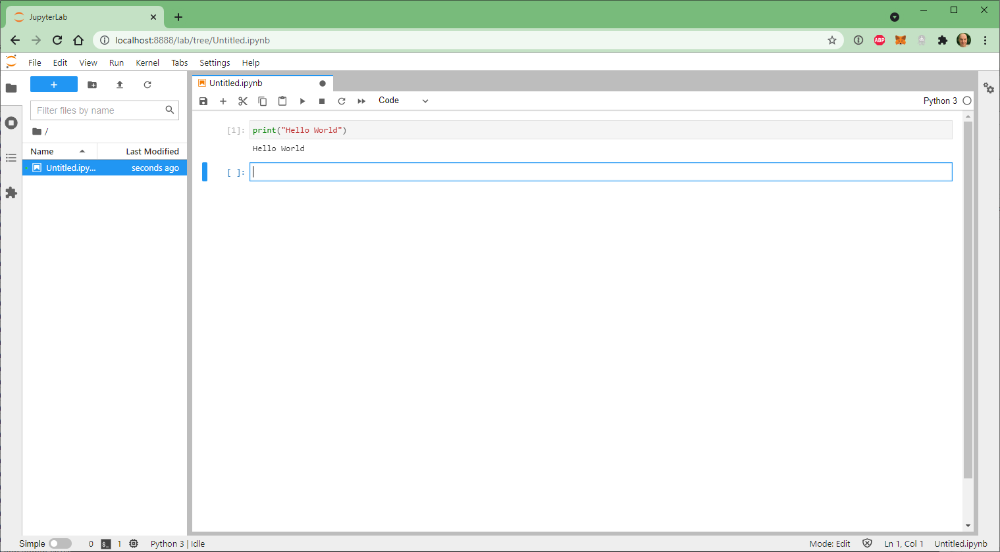 JupyterLab
localhost:8888/lab/tree/Untitled.ipynb
ABP
File Edit View Run Kernel Tabs Settings Help
Untitled.ipynb
Filter files by name
Code
Python 3
/
[1]: print("Hello World")
Hello World
Name Last Modified
Untitled.ipy... seconds ago
[ ]:
Simple 0 $_ 1 Python 3 | Idle Mode: Edit Ln 1, Col 1 Untitled.ipynb